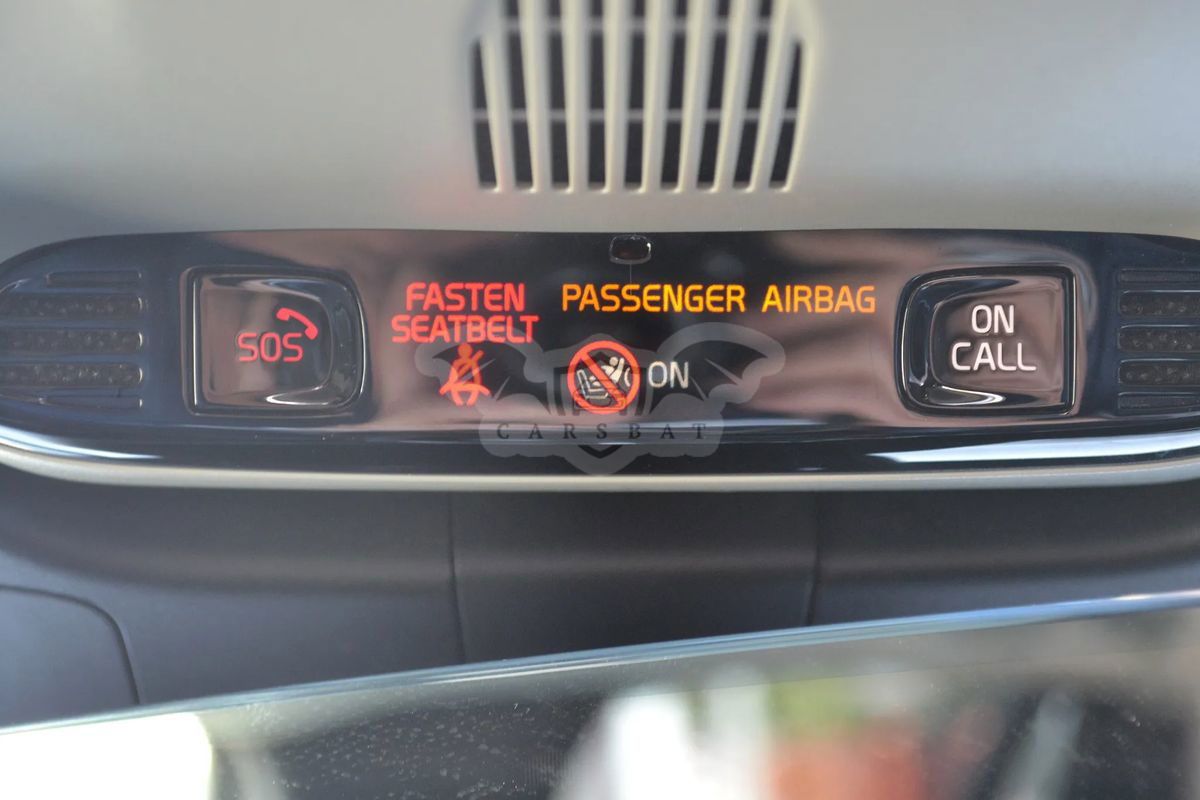 SOS
FASTEN
SEATBELT
PASSENGER AIRBAG
ON
ON
CALL
CARSBAT